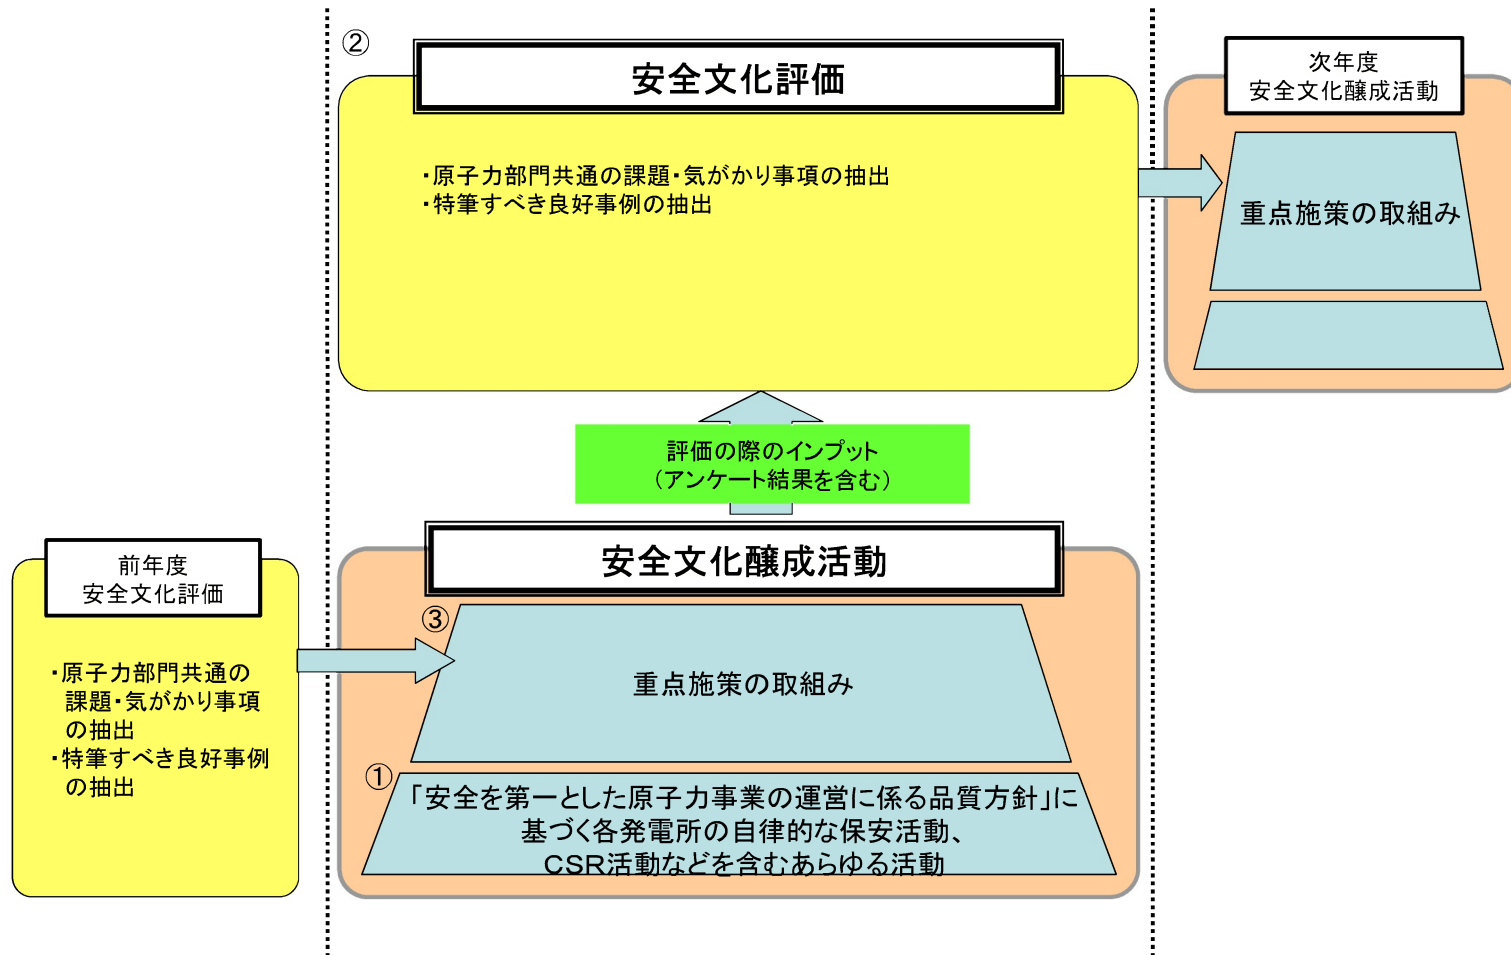 ②
安全文化評価
・原子力部門共通の課題・気がかり事項の抽出
・特筆すべき良好事例の抽出
次年度
安全文化醸成活動
重点施策の取組み
評価の際のインプット
（アンケート結果を含む）
前年度
安全文化評価
・原子力部門共通の
課題・気がかり事項
の抽出
・特筆すべき良好事例
の抽出
安全文化醸成活動
③
重点施策の取組み
①
「安全を第一とした原子力事業の運営に係る品質方針」に
基づく各発電所の自律的な保安活動、
CSR活動などを含むあらゆる活動